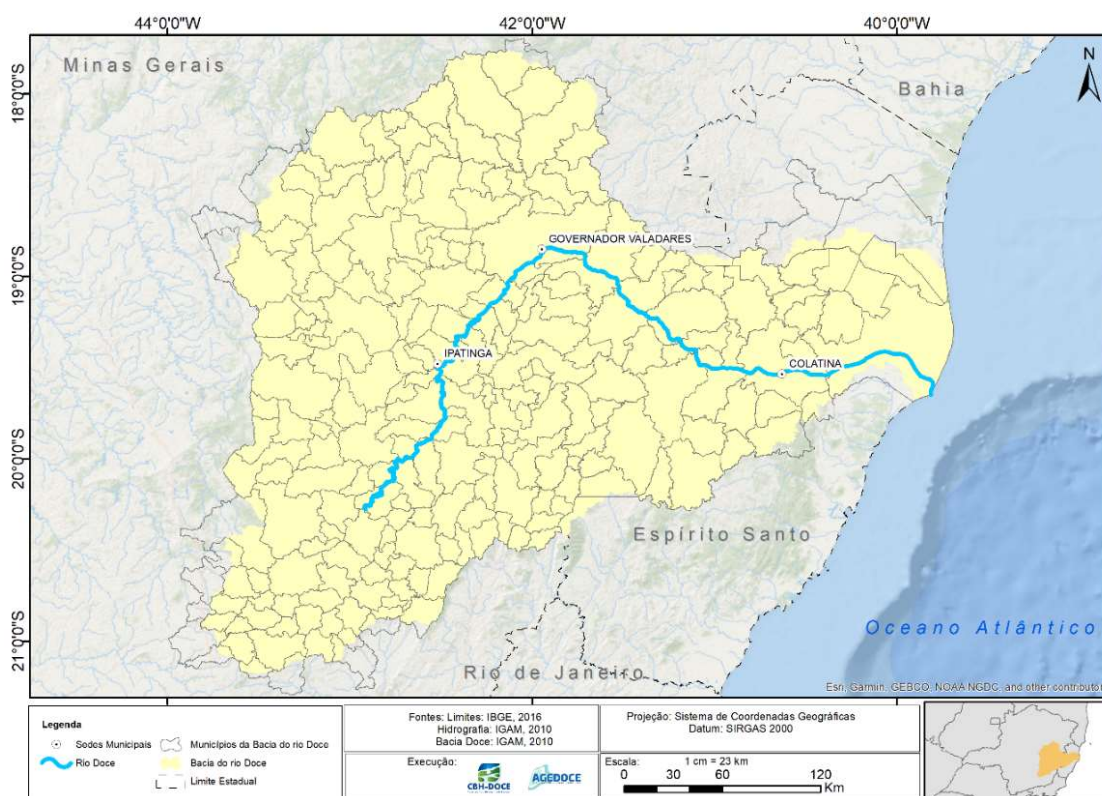 44°0'0"W
42°0'0"W
40°0'0"W
Minas Gerais
N
Bahia
18°0'0"S
GOVERNADOR VALADARES
19°0'0"S
IPATINGA
COLATINA
20°0'0"S
Espírito Santo
Oceano Atlântico
21°0'0"S
Rio de Janeiro
Esri, Garmin, GEBCO, NOAA NGDC, and other contributor
Legenda
Sedes Municipais
Municípios da Bacia do rio Doce
Rio Doce
Bacia do rio Doce
Limite Estadual
Fontes: Limites: IBGE, 2016
Hidrografia: IGAM, 2010
Bacia Doce: IGAM, 2010
Execução:
CBH-DOCE
AGEDOCE
Projeção: Sistema de Coordenadas Geográficas
Datum: SIRGAS 2000
Escala:
1 cm = 23 km
0 30 60 120
Km